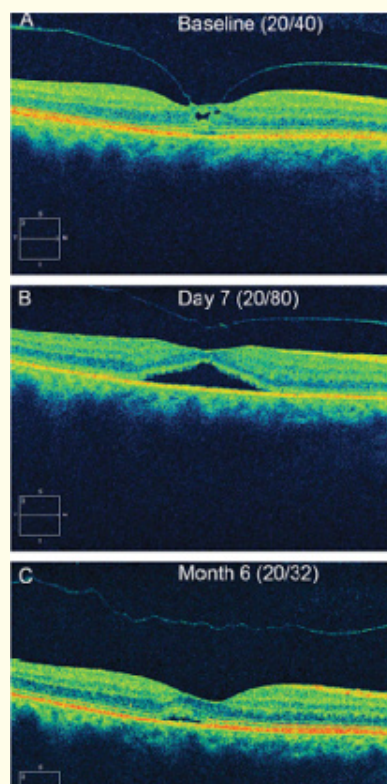 A
Baseline (20/40)
B
Day 7 (20/80)
C
Month 6 (20/32)